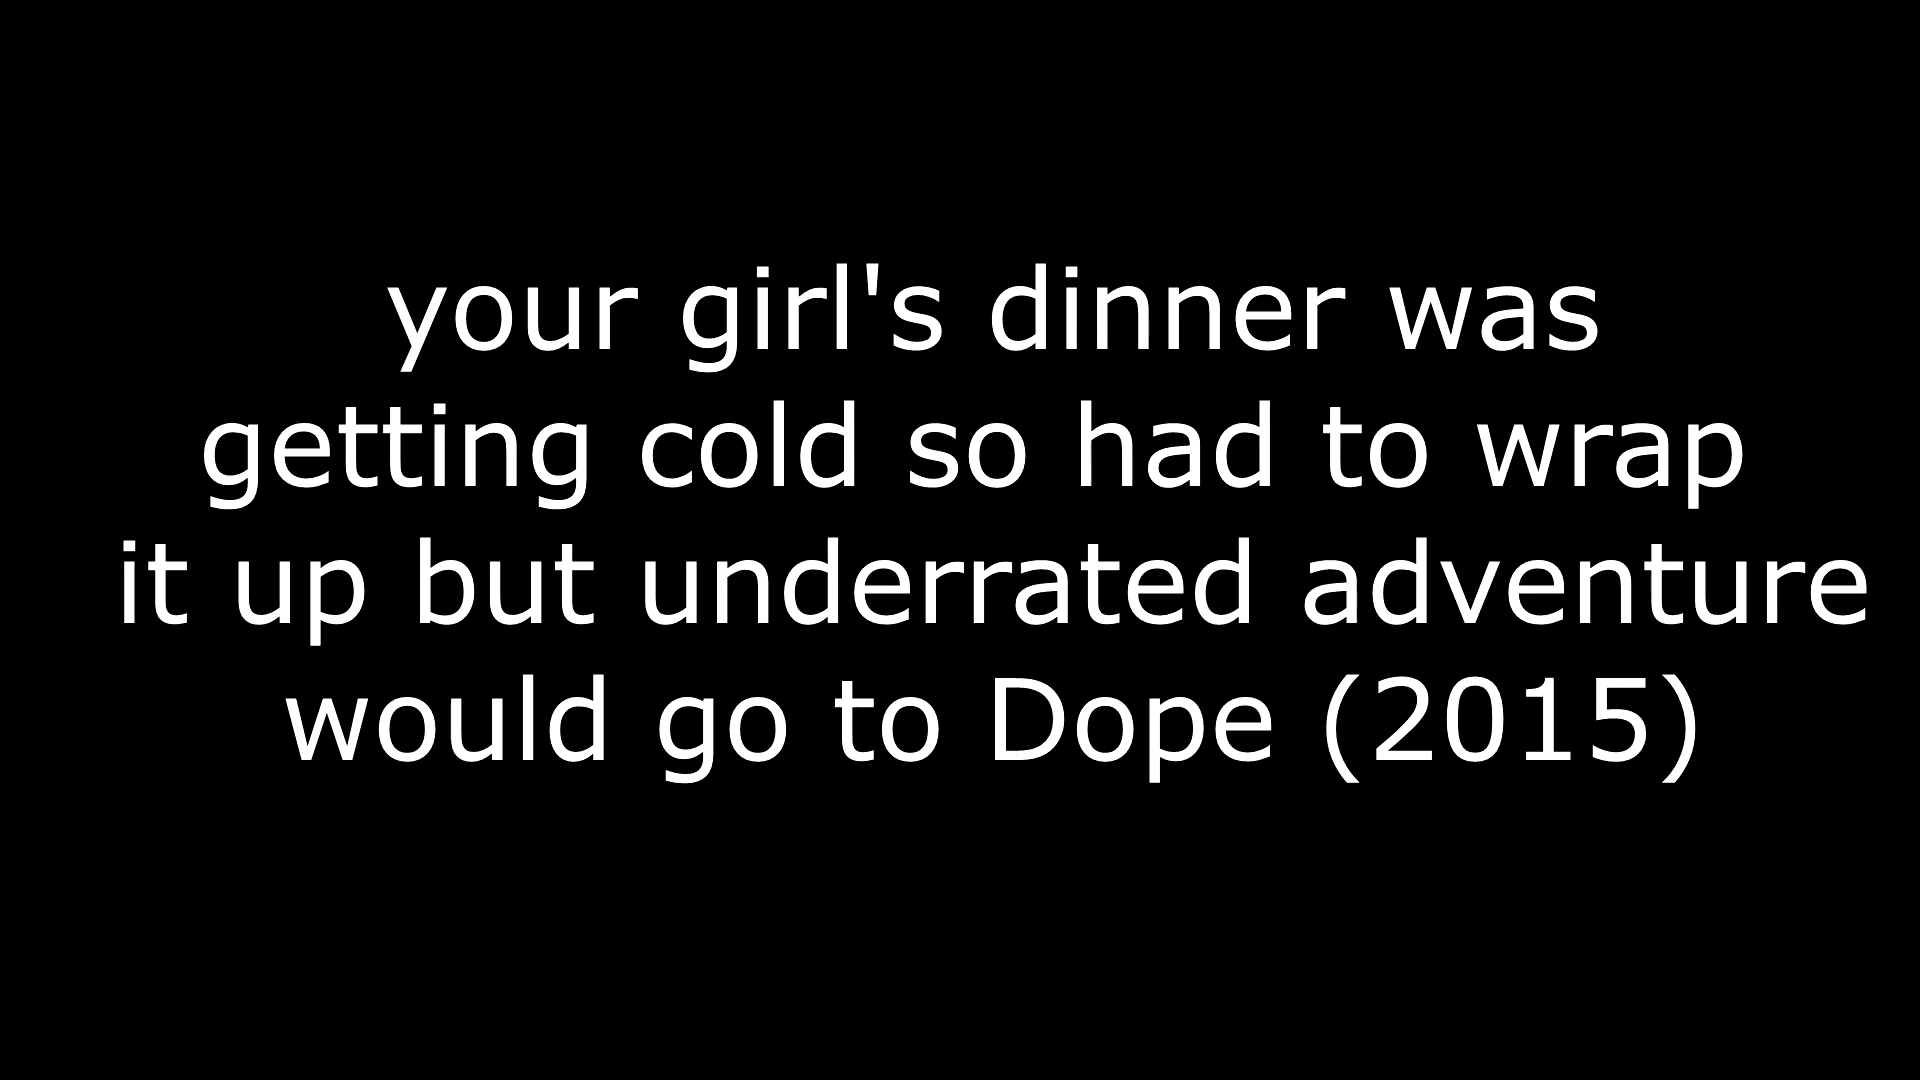 your girl's dinner was
getting cold so had to wrap
it up but underrated adventure
would go to Dope (2015)